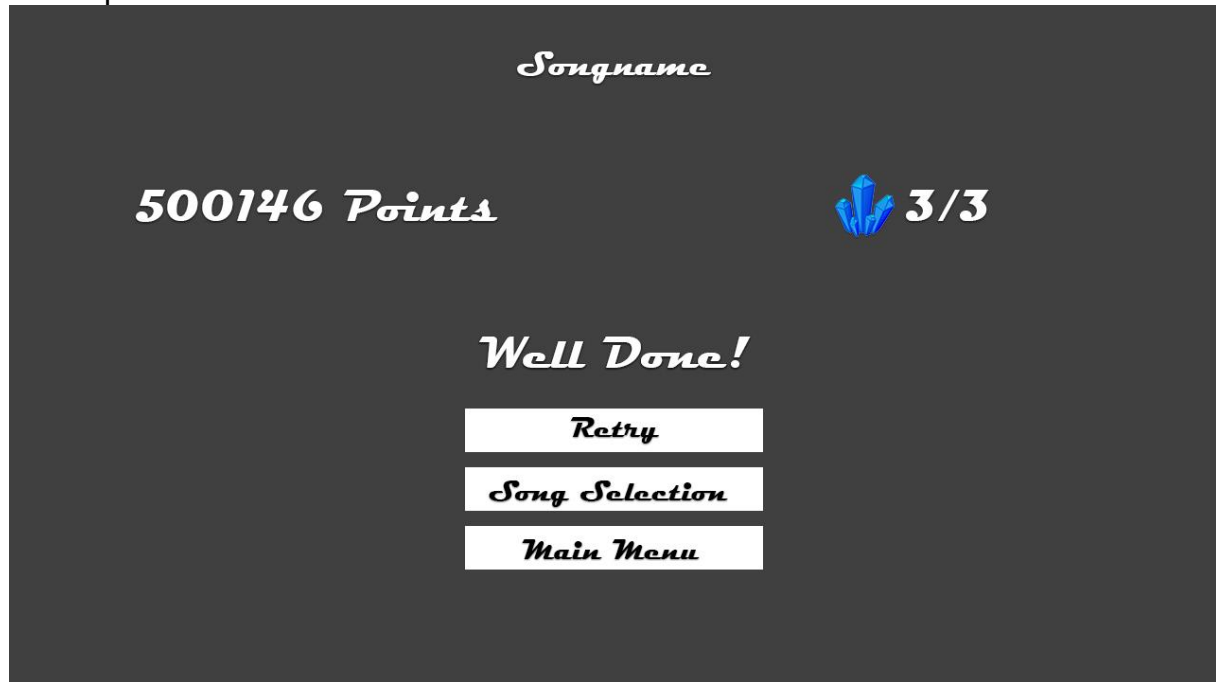 Songname
500146 Points
3/3
Well Done!
Retry
Song Selection
Main Menu